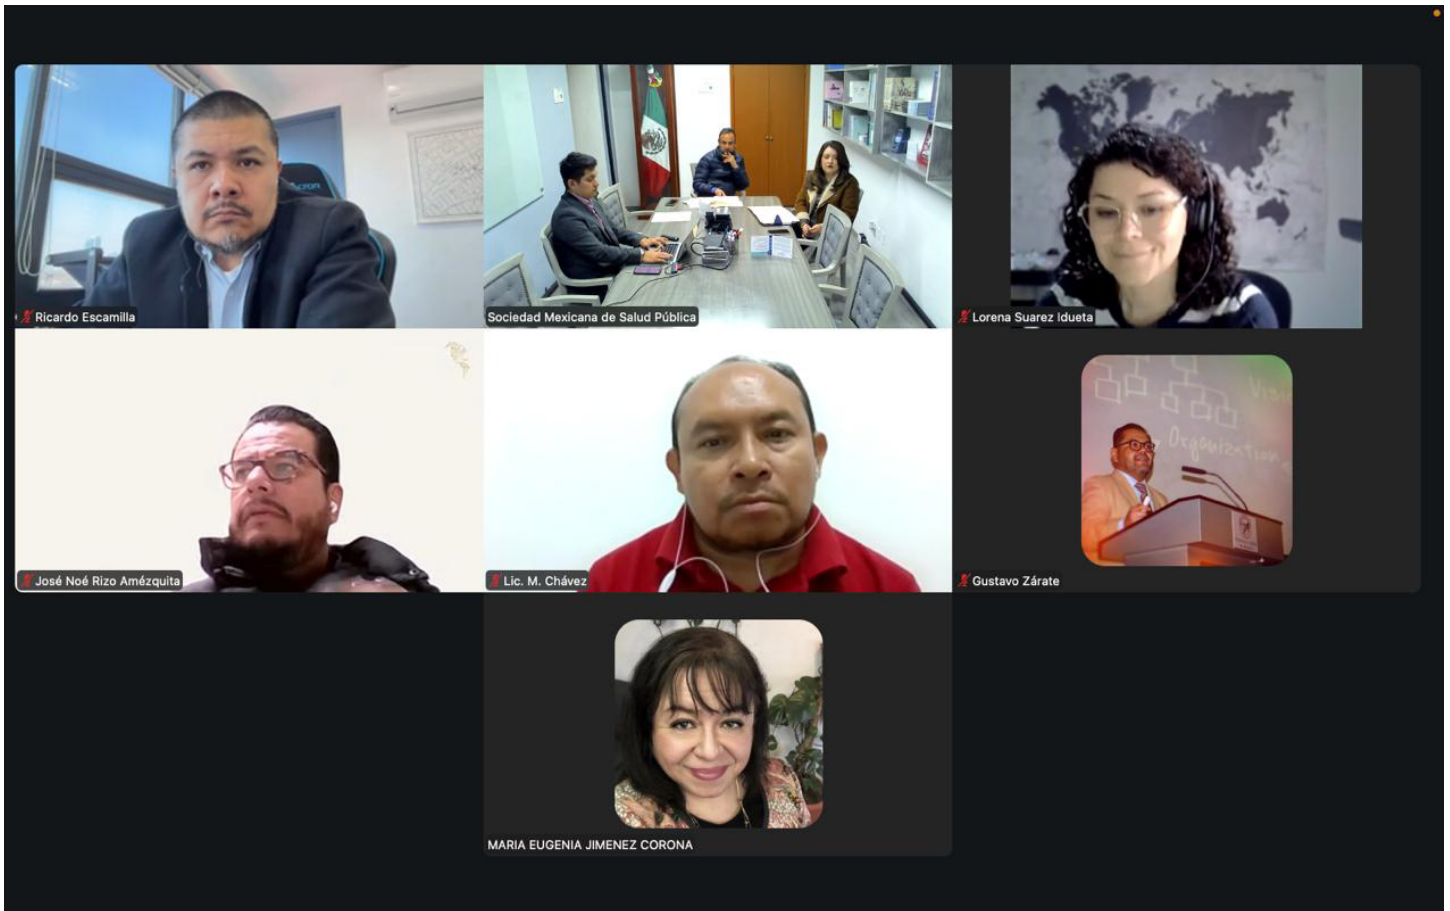 Ricardo Escamilla
Sociedad Mexicana de Salud Pública
Lorena Suarez Idueta
José Noé Rizo Amézquita
Lic. M. Chávez
Organization
Gustavo Zárate
MARIA EUGENIA JIMENEZ CORONA